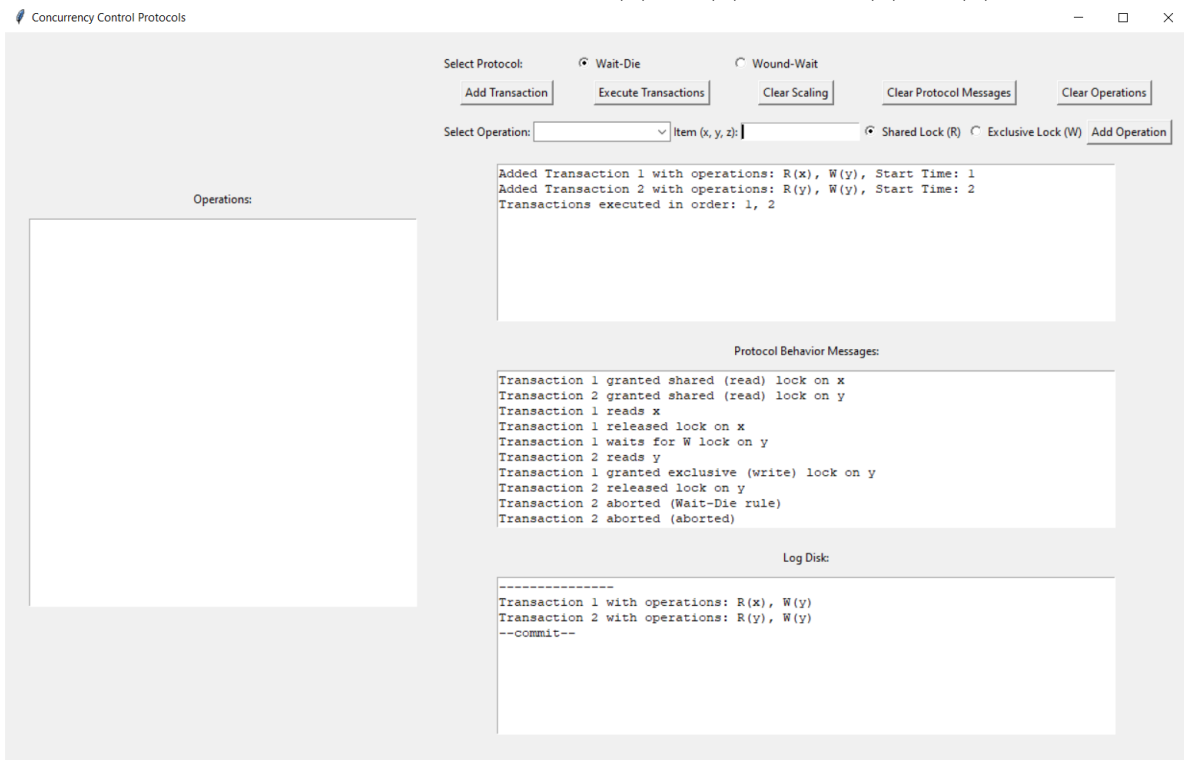 Concurrency Control Protocols
Select Protocol: Wait-Die Wound-Wait
Add Transaction Execute Transactions Clear Scaling Clear Protocol Messages Clear Operations
Select Operation: Item (x, y, z): Shared Lock (R) Exclusive Lock (W) Add Operation
Operations:
Added Transaction 1 with operations: R(x), W(y), Start Time: 1
Added Transaction 2 with operations: R(y), W(y), Start Time: 2
Transactions executed in order: 1, 2
Protocol Behavior Messages:
Transaction 1 granted shared (read) lock on x
Transaction 2 granted shared (read) lock on y
Transaction 1 reads x
Transaction 1 released lock on x
Transaction 1 waits for W lock on y
Transaction 2 reads y
Transaction 1 granted exclusive (write) lock on y
Transaction 2 released lock on y
Transaction 2 aborted (Wait-Die rule)
Transaction 2 aborted (aborted)
Log Disk:
---------------
Transaction 1 with operations: R(x), W(y)
Transaction 2 with operations: R(y), W(y)
--commit--